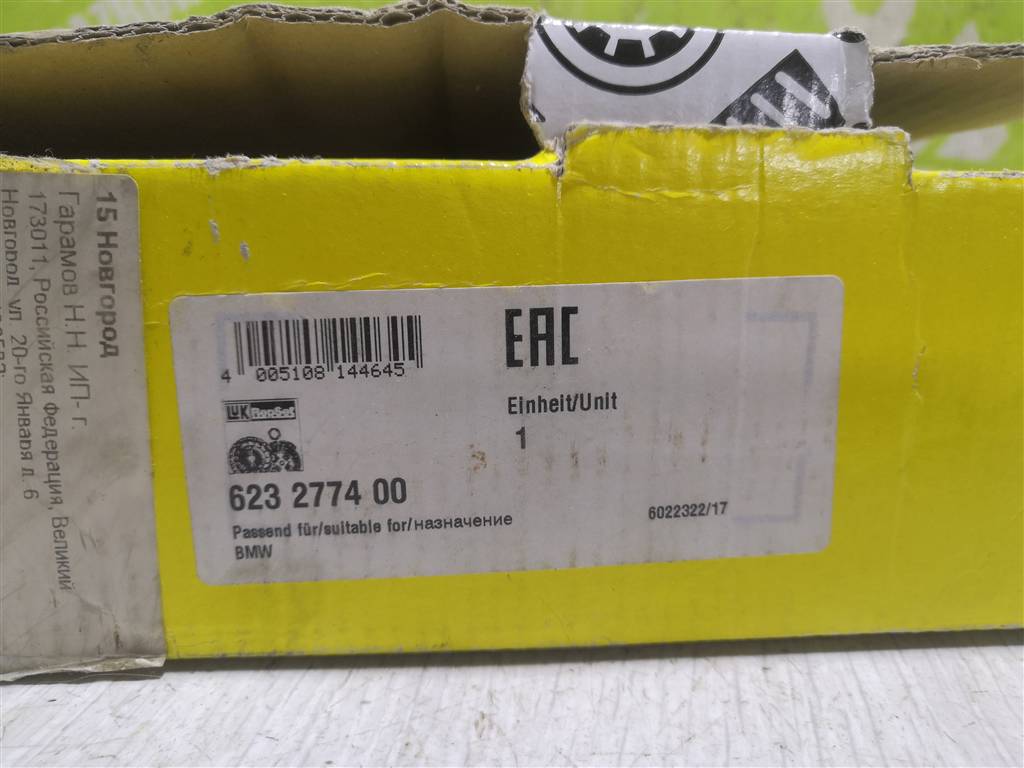 15 Новгород
Гарамов Н.Н. ИП- г.
173011, Российская Федерация, Великий
Новгород, ул. 20-го Января д. 6
4 005108 144645
EAC
LUK RepSet
Einheit/Unit
1
623 2774 00
Passend für/suitable for/назначение
BMW
6022322/17